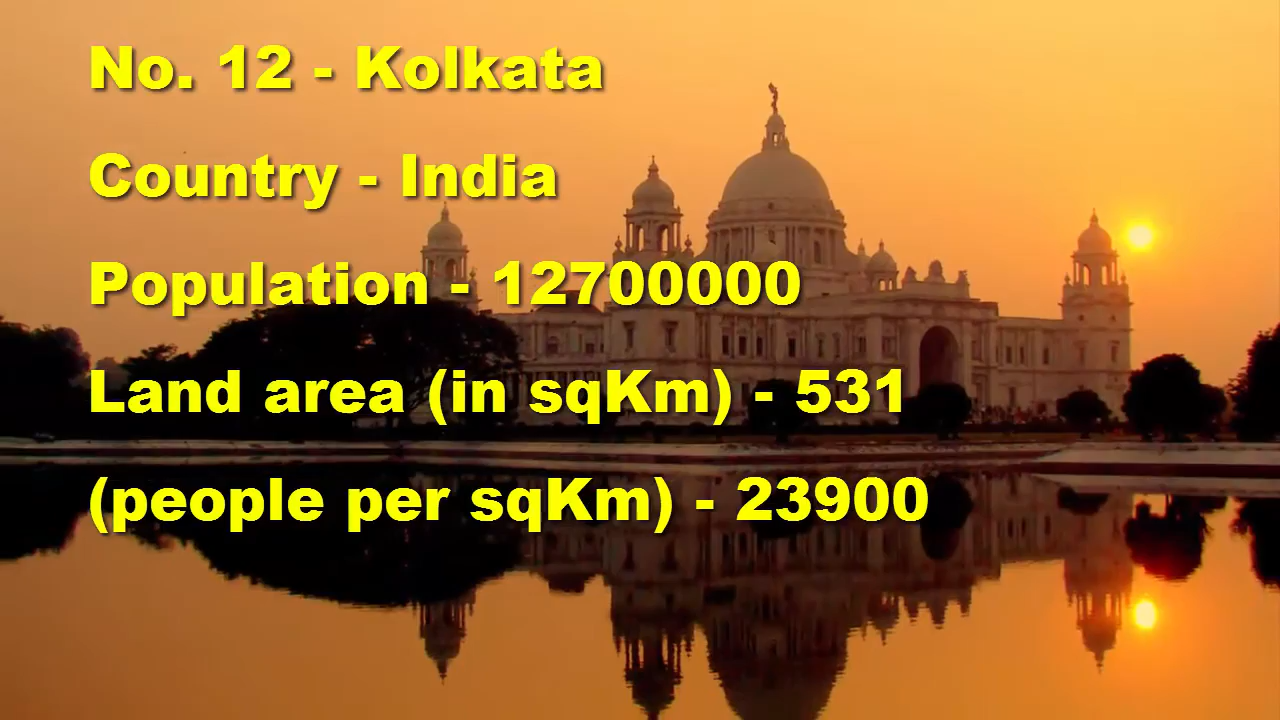 No. 12 - Kolkata
Country - India
Population - 12700000
Land area (in sqKm) - 531
(people per sqKm) - 23900